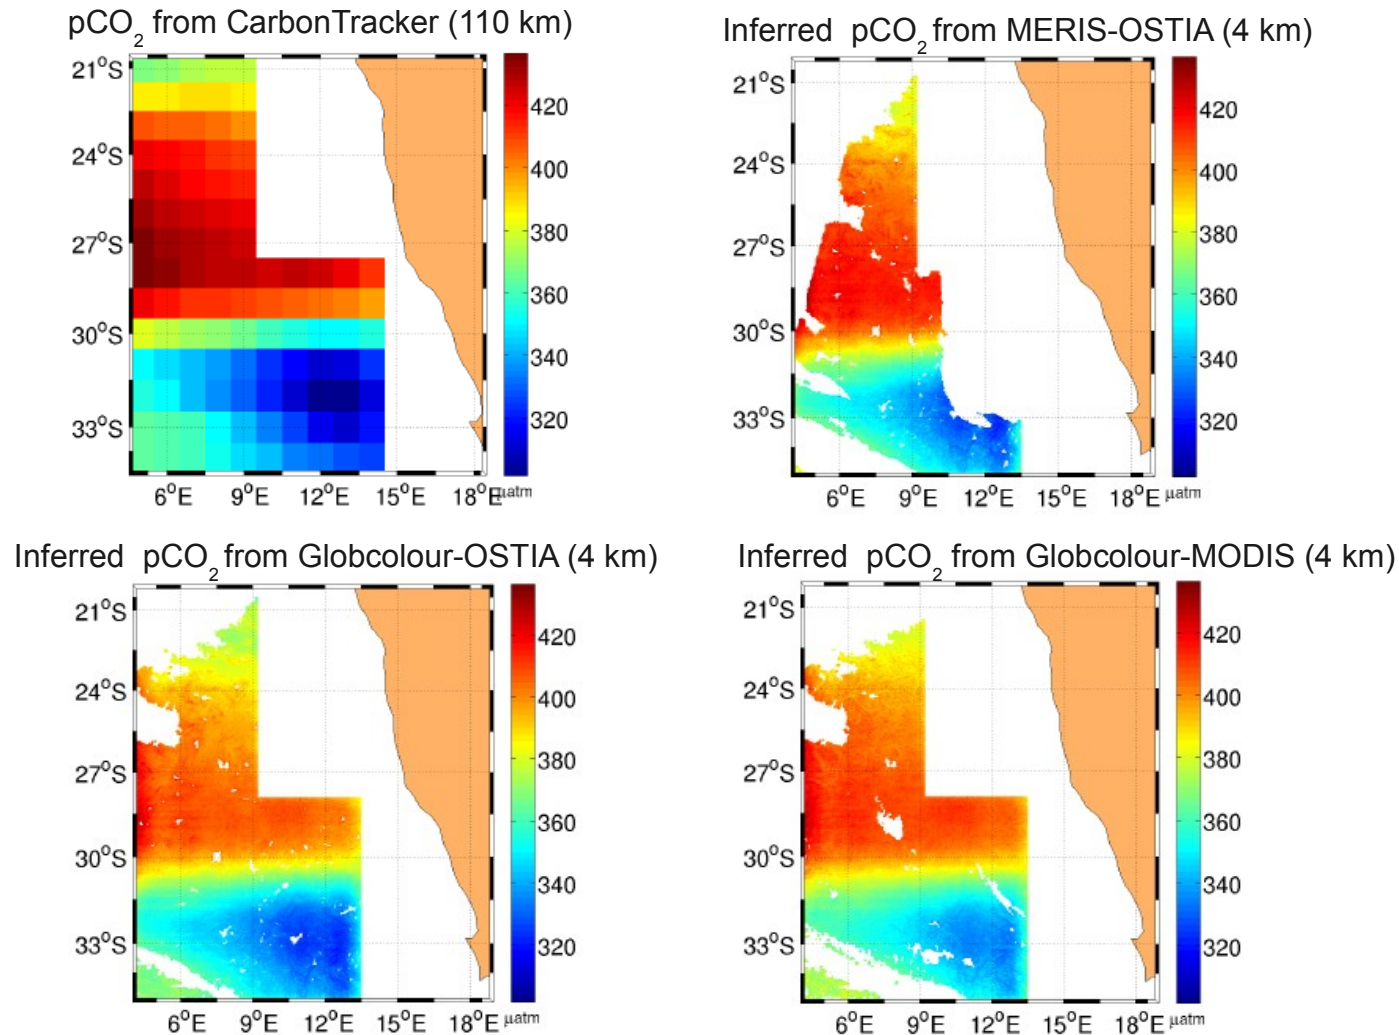 pCO₂ from CarbonTracker (110 km)
21°S
24°S
27°S
30°S
33°S
6°E 9°E 12°E 15°E 18°E
420
400
380
360
340
320
µatm
Inferred pCO₂ from MERIS-OSTIA (4 km)
21°S
24°S
27°S
30°S
33°S
6°E 9°E 12°E 15°E 18°E
420
400
380
360
340
320
µatm
Inferred pCO₂ from Globcolour-OSTIA (4 km)
21°S
24°S
27°S
30°S
33°S
6°E 9°E 12°E 15°E 18°E
420
400
380
360
340
320
µatm
Inferred pCO₂ from Globcolour-MODIS (4 km)
21°S
24°S
27°S
30°S
33°S
6°E 9°E 12°E 15°E 18°E
420
400
380
360
340
320
µatm